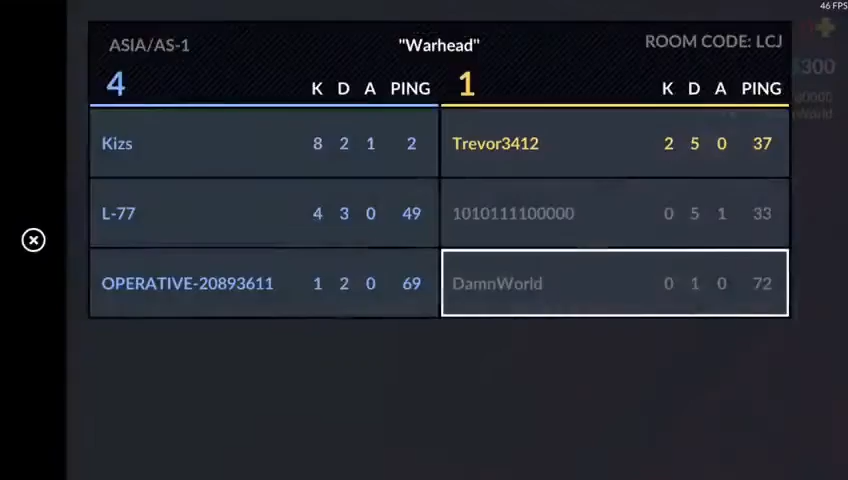 46 FPS
ASIA/AS-1 "Warhead" ROOM CODE: LCJ
4 K D A PING 1 K D A PING
300
Kizs 8 2 1 2 Trevor3412 2 5 0 37
L-77 4 3 0 49 1010111100000 0 5 1 33
OPERATIVE-20893611 1 2 0 69 DamnWorld 0 1 0 72